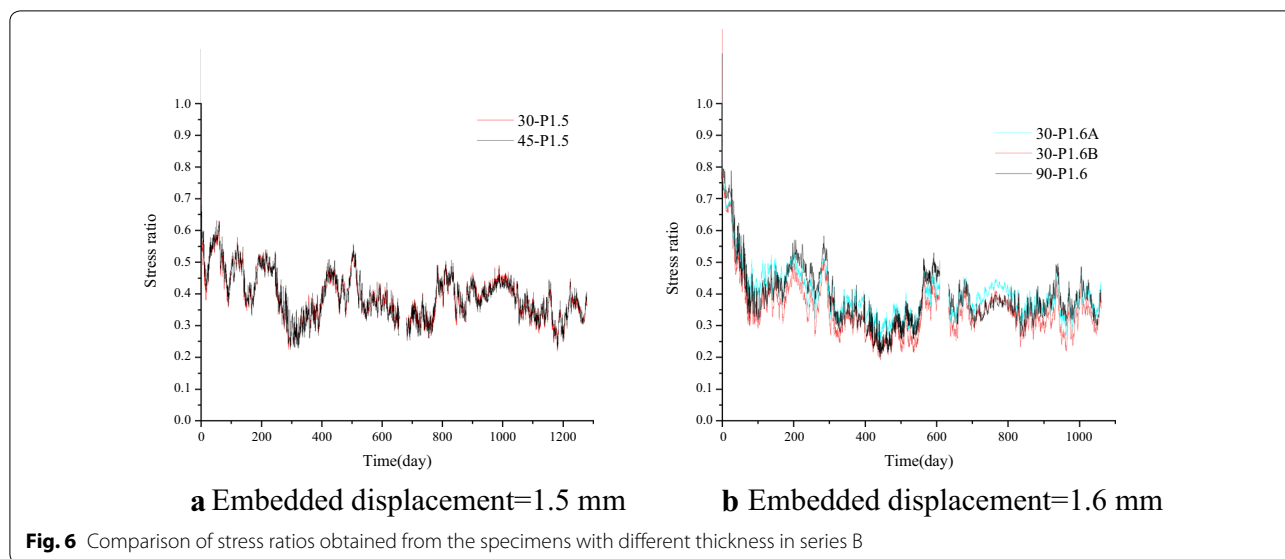 1.0
0.9
0.8
0.7
0.6
0.5
0.4
0.3
0.2
0.1
0.0
Stress ratio
30-P1.5
45-P1.5
0 200 400 600 800 1000 1200
Time(day)
a Embedded displacement=1.5 mm
1.0
0.9
0.8
0.7
0.6
0.5
0.4
0.3
0.2
0.1
0.0
Stress ratio
30-P1.6A
30-P1.6B
90-P1.6
0 200 400 600 800 1000
Time(day)
b Embedded displacement=1.6 mm
Fig. 6 Comparison of stress ratios obtained from the specimens with different thickness in series B